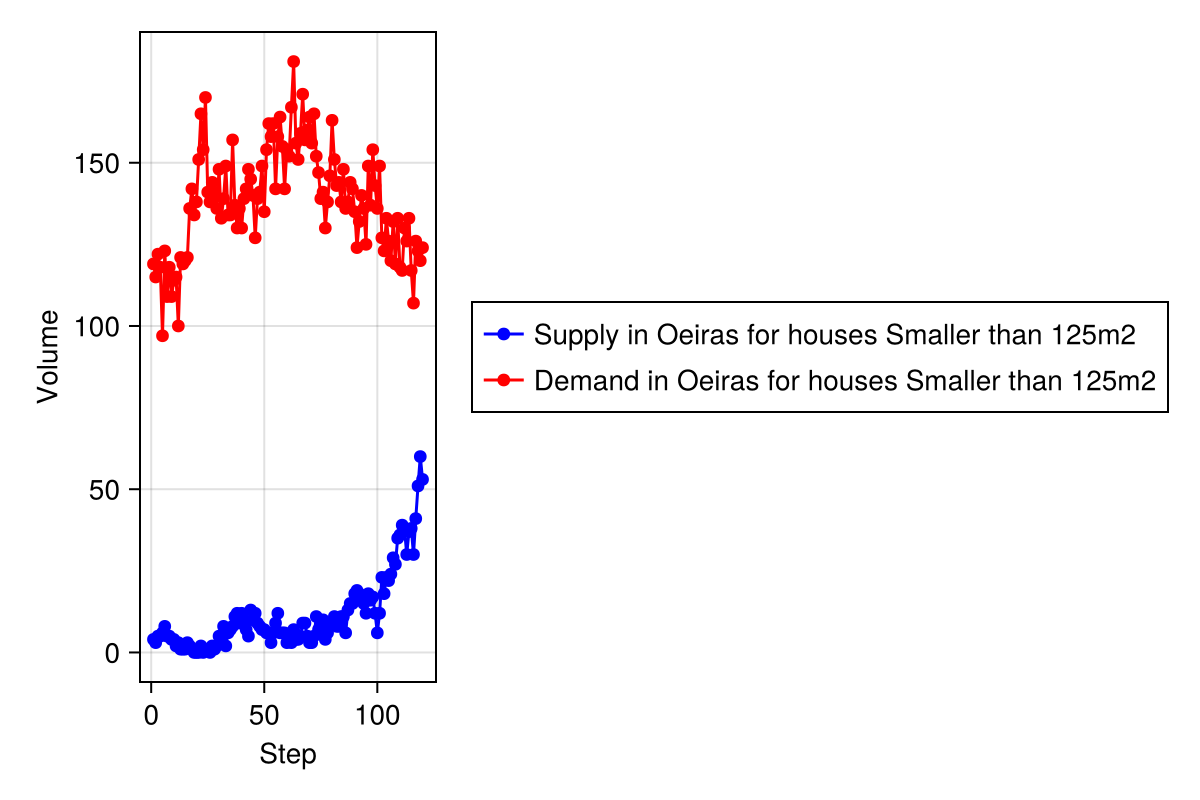 Volume
150
100
50
0
0 50 100
Step
Supply in Oeiras for houses Smaller than 125m2
Demand in Oeiras for houses Smaller than 125m2